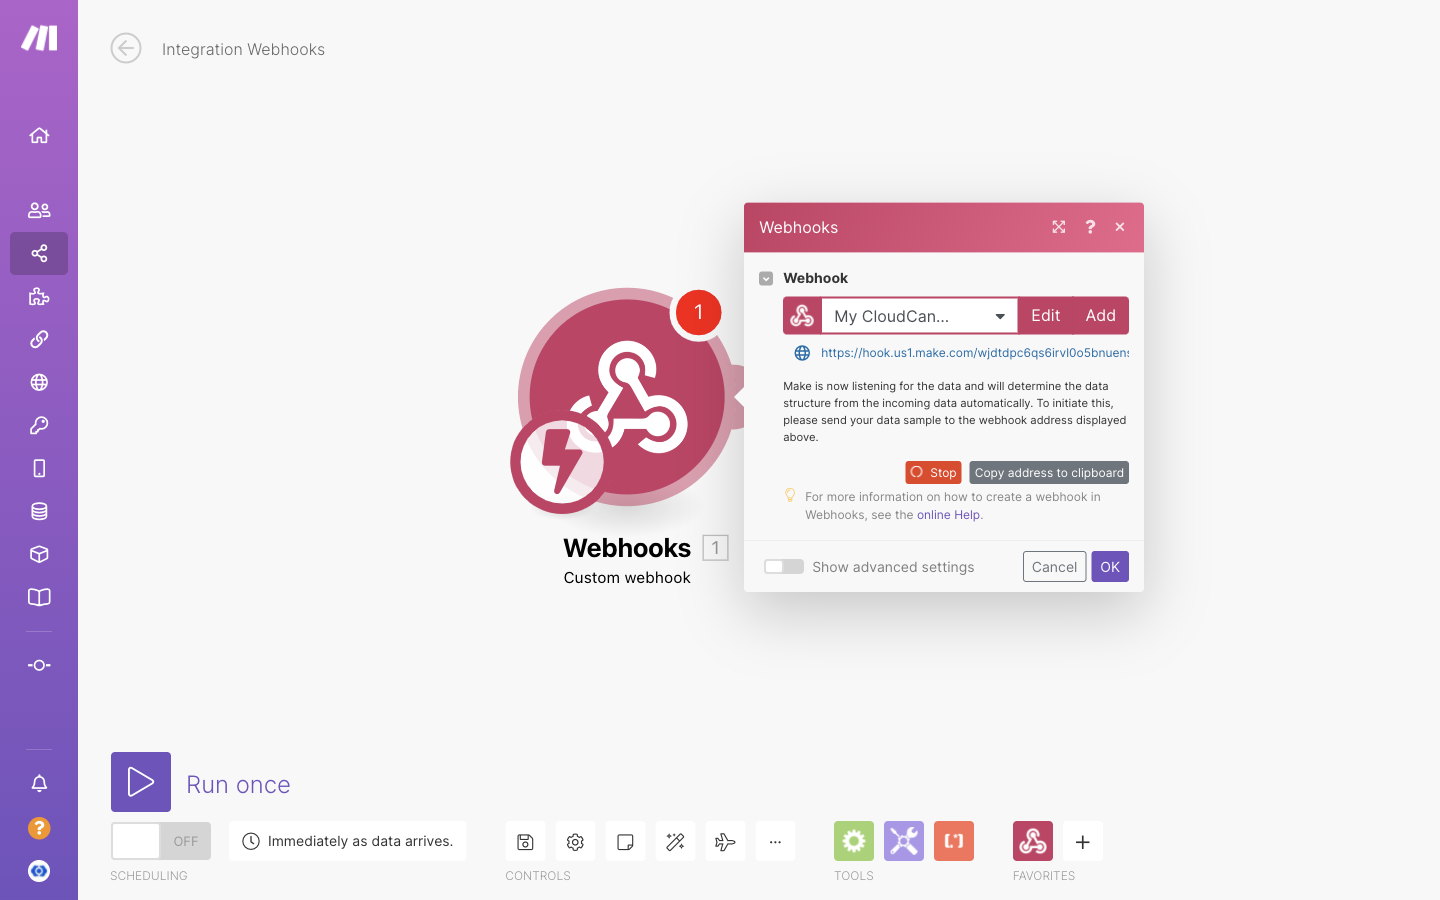 Integration Webhooks
Webhooks
?
Webhook
My CloudCan...
Edit
Add
https://hook.us1.make.com/wjdtdpc6qs6irvl0o5bnuens
Make is now listening for the data and will determine the data
structure from the incoming data automatically. To initiate this,
please send your data sample to the webhook address displayed
above.
Stop
Copy address to clipboard
For more information on how to create a webhook in
Webhooks, see the online Help.
Show advanced settings
Cancel
OK
1
Webhooks
1
Custom webhook
Run once
OFF
Immediately as data arrives.
SCHEDULING
CONTROLS
TOOLS
FAVORITES
?